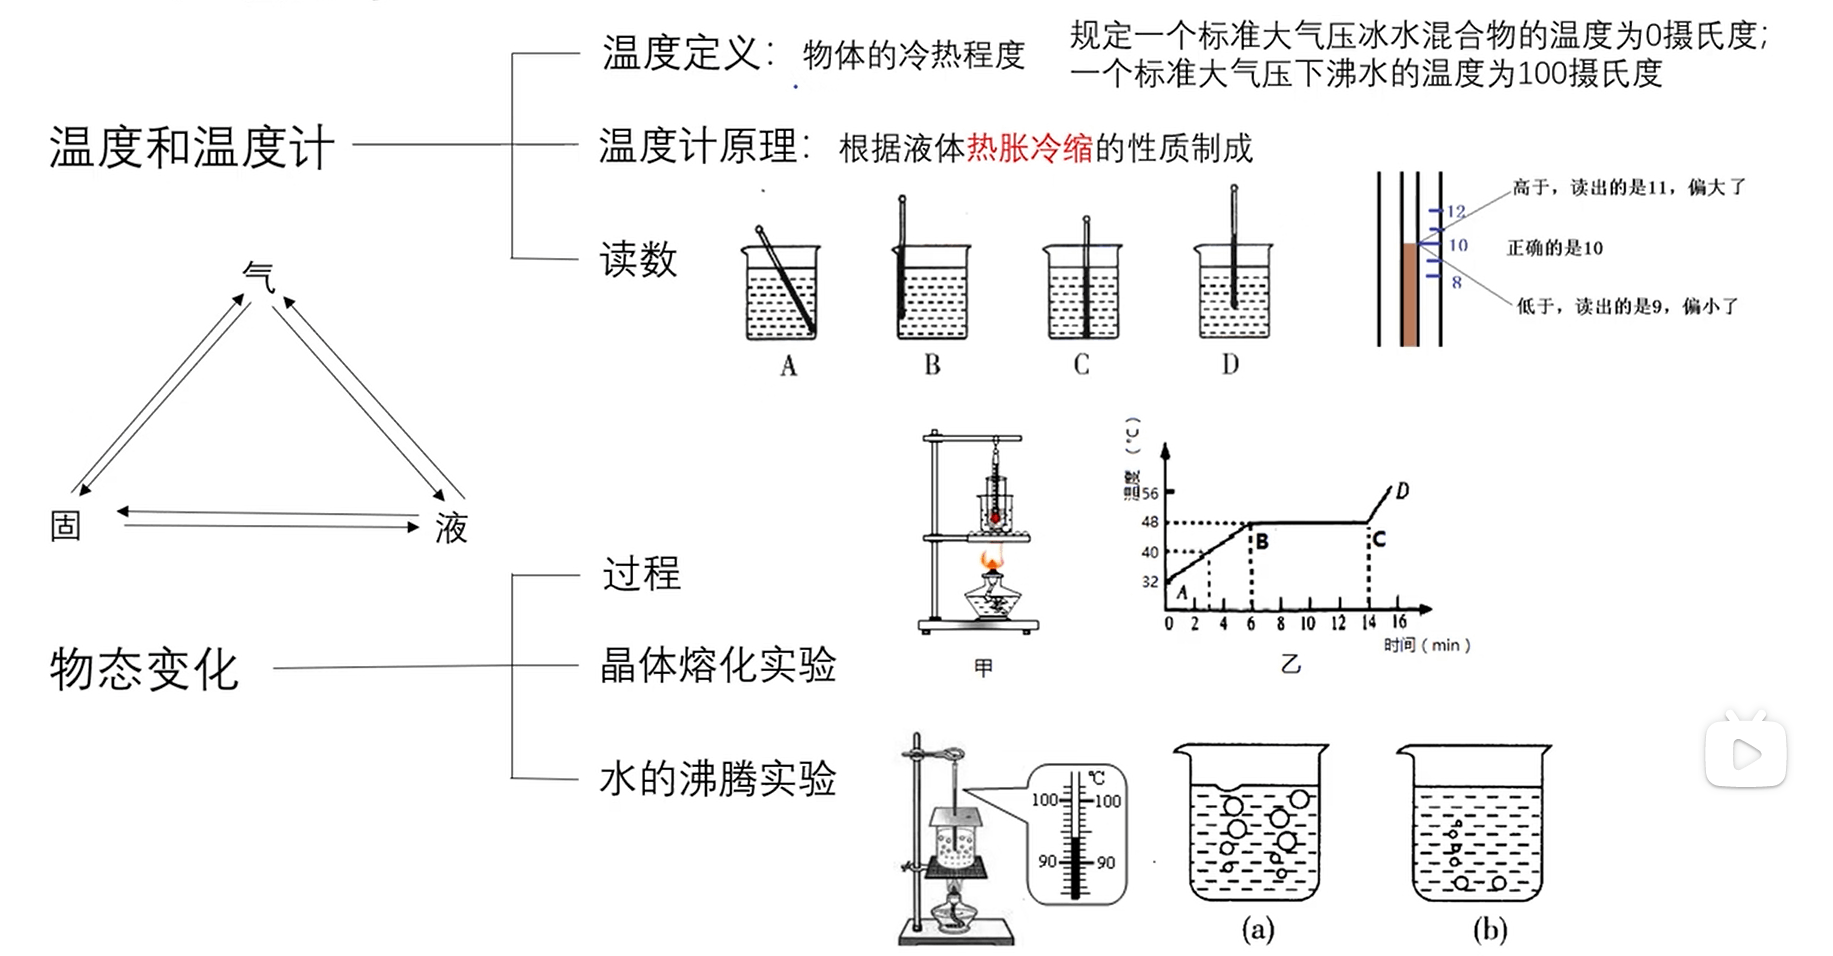 温度定义：物体的冷热程度
规定一个标准大气压冰水混合物的温度为0摄氏度；
一个标准大气压下沸水的温度为100摄氏度
温度和温度计
温度计原理：根据液体热胀冷缩的性质制成
读数
A
B
C
D
高于，读出的是11，偏大了
12
10
正确的是10
8
低于，读出的是9，偏小了
气
固
液
物态变化
过程
晶体熔化实验
甲
温度（℃）
56
48
40
32
A
B
C
D
0 2 4 6 8 10 12 14 16
时间（min）
乙
水的沸腾实验
℃
100 100
90 90
(a)
(b)